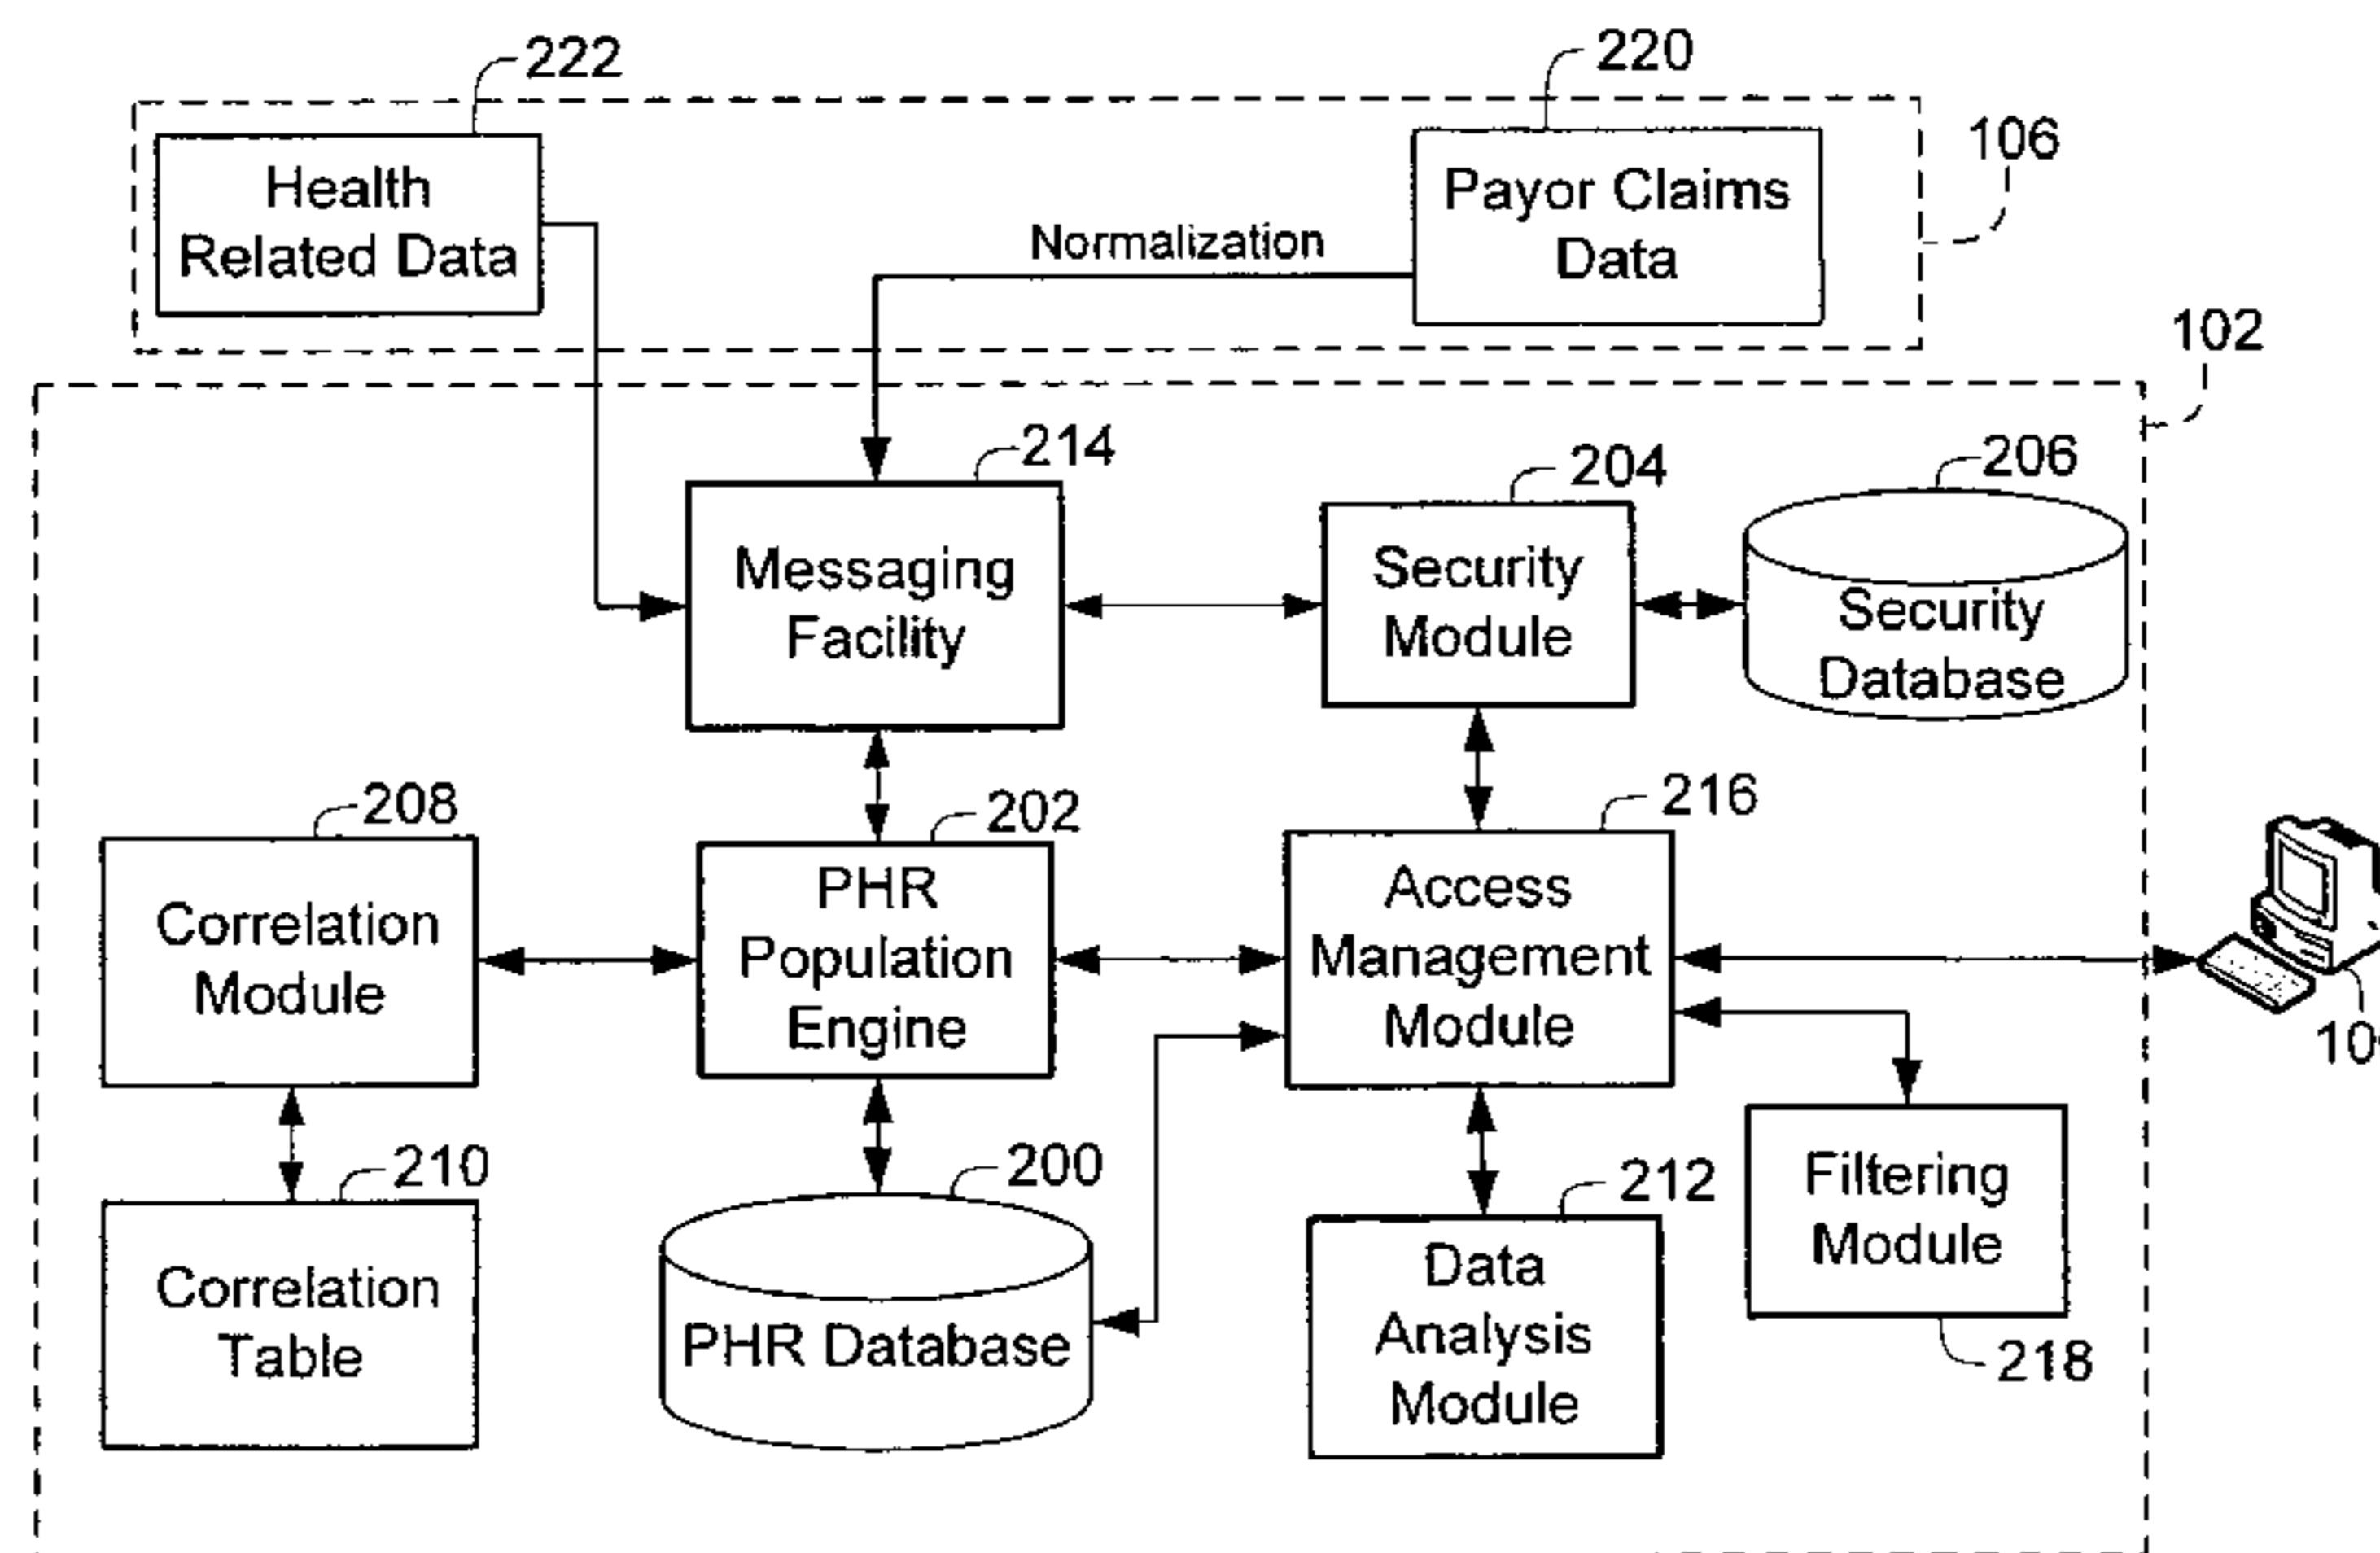 222
220
106
Health
Related Data
Normalization
Payor Claims
Data
102
214
204
206
Messaging
Facility
Security
Module
Security
Database
208
202
216
Correlation
Module
PHR
Population
Engine
Access
Management
Module
210
200
212
Correlation
Table
PHR Database
Data
Analysis
Module
Filtering
Module
218